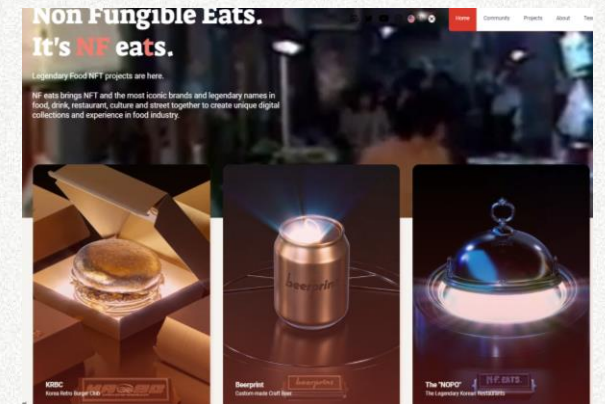 Non Fungible Eats.
Home Community Projects About
It's NF eats.
Legendary Food NFT projects are here.
NF eats brings NFT and the most iconic brands and legendary names in
food, drink, restaurant, culture and street together to create unique digital
collections and experience in food industry.
beerprint
KRBC
Korea Retro Burger Club
Beerprint
Custom-made Craft Beer
beerprint
The "NOPO"
The Legendary Korean Restaurants
N.F. EATS.